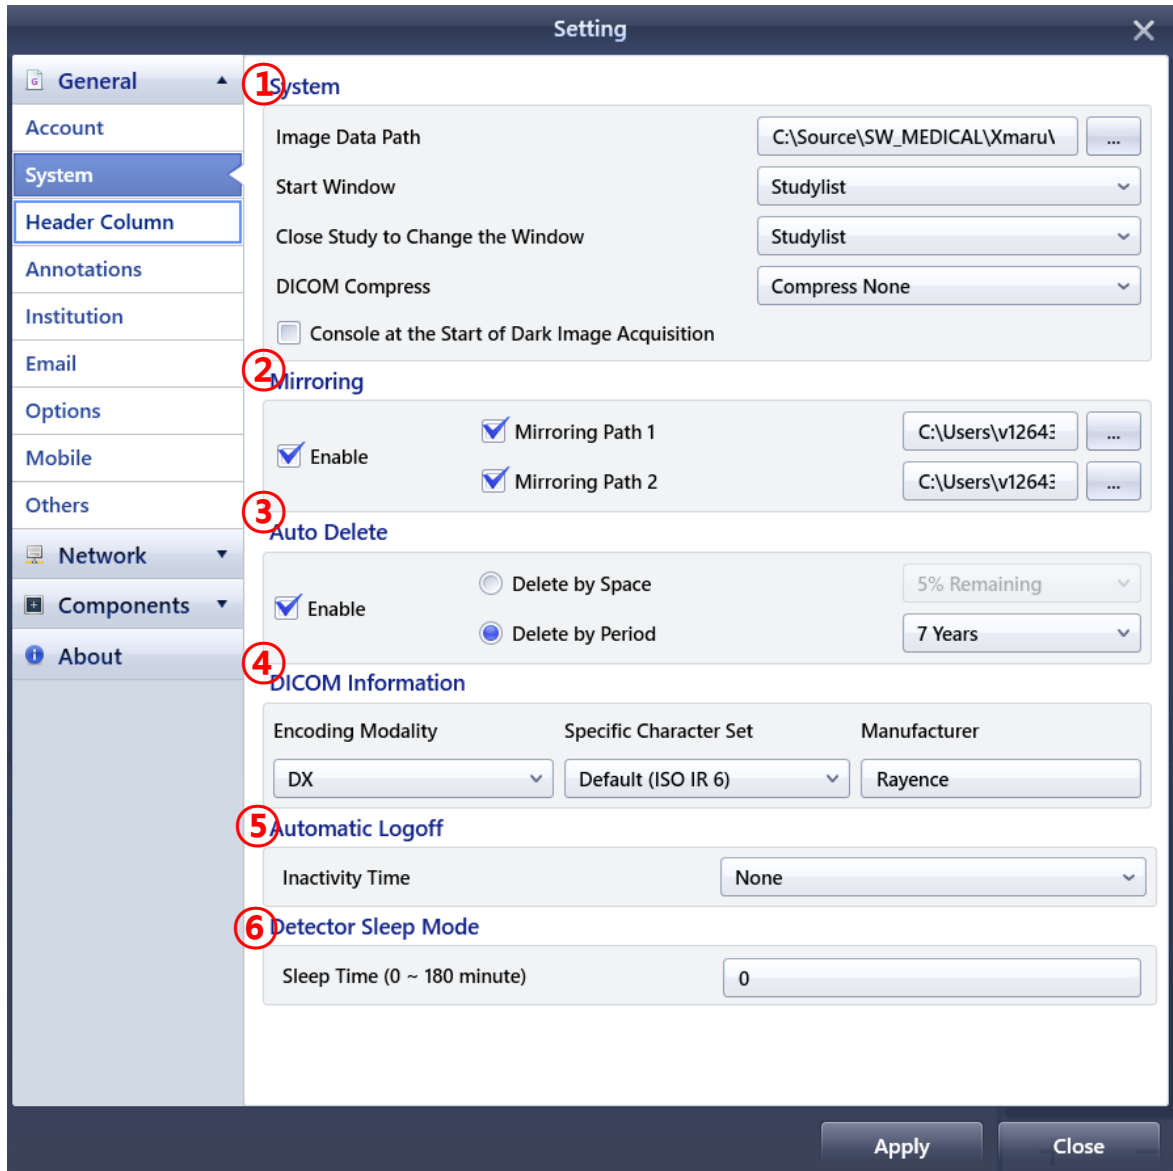 Setting
General
Account
System
Header Column
Annotations
Institution
Email
Options
Mobile
Others
Network
Components
About
① System
Image Data Path C:\Source\SW_MEDICAL\Xmaru\ ...
Start Window Studylist
Close Study to Change the Window Studylist
DICOM Compress Compress None
Console at the Start of Dark Image Acquisition
② Mirroring
Enable
Mirroring Path 1 C:\Users\v12643 ...
Mirroring Path 2 C:\Users\v12643 ...
③ Auto Delete
Enable
Delete by Space 5% Remaining
Delete by Period 7 Years
④ DICOM Information
Encoding Modality Specific Character Set Manufacturer
DX Default (ISO IR 6) Rayence
⑤ Automatic Logoff
Inactivity Time None
⑥ Detector Sleep Mode
Sleep Time (0 ~ 180 minute) 0
Apply Close